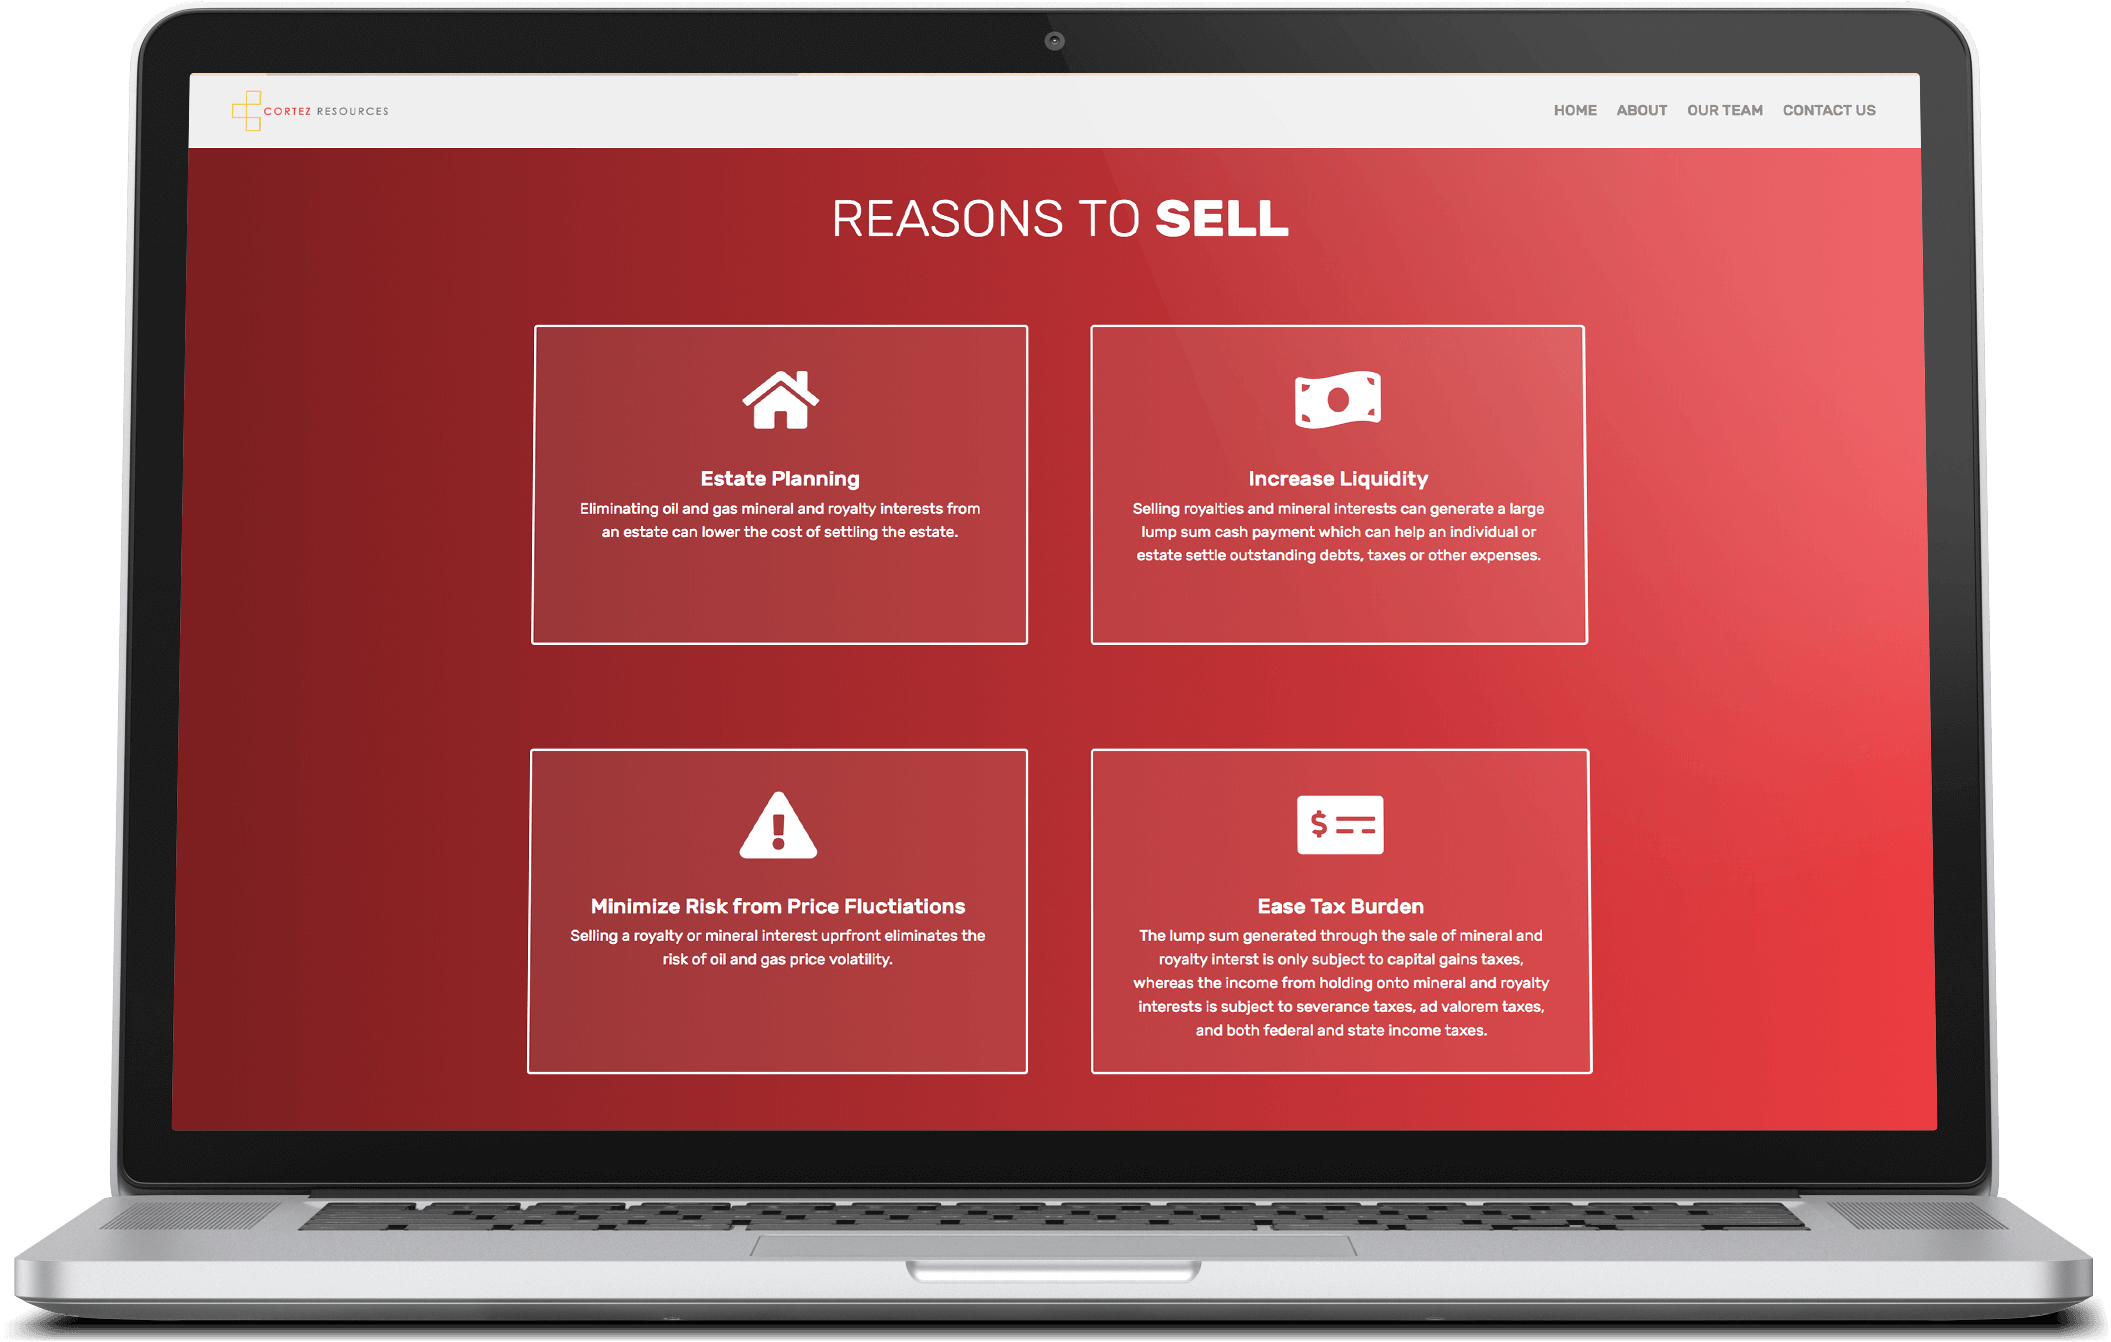 CORTEZ RESOURCES
HOME ABOUT OUR TEAM CONTACT US
REASONS TO SELL
Estate Planning
Eliminating oil and gas mineral and royalty interests from
an estate can lower the cost of settling the estate.
Increase Liquidity
Selling royalties and mineral interests can generate a large
lump sum cash payment which can help an individual or
estate settle outstanding debts, taxes or other expenses.
Minimize Risk from Price Fluctiations
Selling a royalty or mineral interest uprfront eliminates the
risk of oil and gas price volatility.
$
Ease Tax Burden
The lump sum generated through the sale of mineral and
royalty interst is only subject to capital gains taxes,
whereas the income from holding onto mineral and royalty
interests is subject to severance taxes, ad valorem taxes,
and both federal and state income taxes.